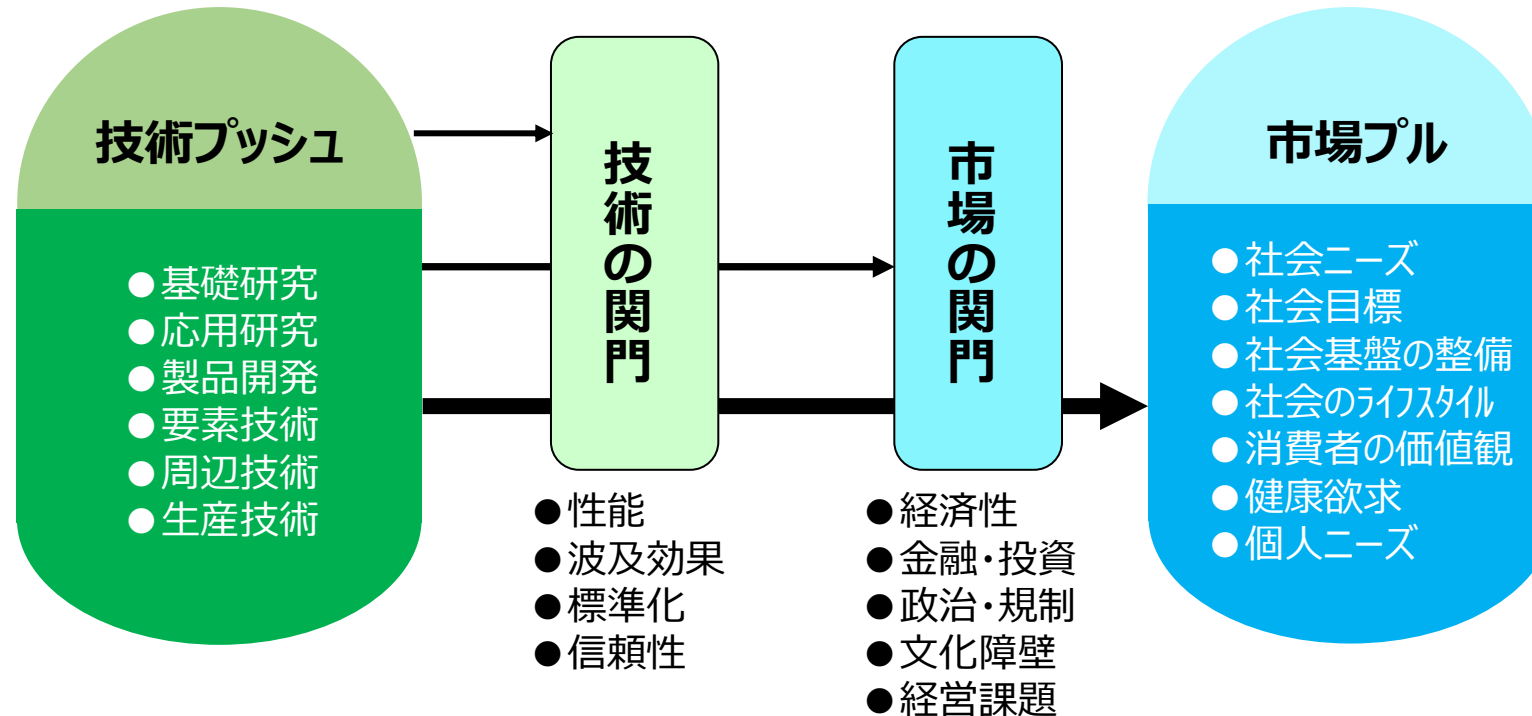 技術プッシュ
●基礎研究
●応用研究
●製品開発
●要素技術
●周辺技術
●生産技術
技術の関門
●性能
●波及効果
●標準化
●信頼性
市場の関門
●経済性
●金融・投資
●政治・規制
●文化障壁
●経営課題
市場プル
●社会ニーズ
●社会目標
●社会基盤の整備
●社会のライフスタイル
●消費者の価値観
●健康欲求
●個人ニーズ